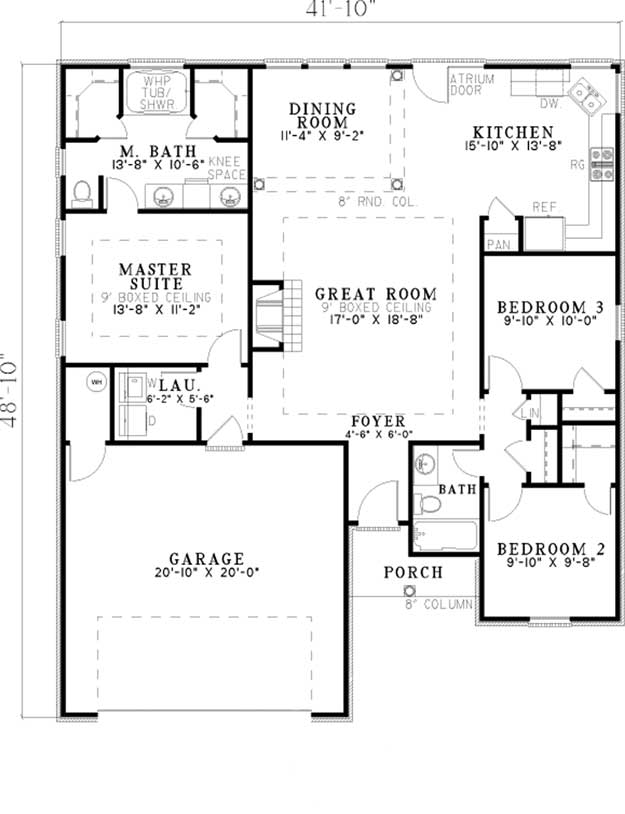 41'-10"
WHP
TUB/
SHWR.
ATRIUM
DOOR
DW.
DINING
ROOM
11'-4" X 9'-2"
KITCHEN
15'-10" X 13'-8"
M. BATH
13'-8" X 10'-6"
KNEE
SPACE
RG.
8" RND. COL.
REF.
PAN
MASTER
SUITE
9' BOXED CEILING
13'-8" X 11'-2"
GREAT ROOM
9' BOXED CEILING
17'-0" X 18'-8"
BEDROOM 3
9'-10" X 10'-0"
48'-10"
WH
W
LAU.
6'-2" X 5'-6"
D
LIN
FOYER
4'-6" X 6'-0"
BATH
GARAGE
20'-10" X 20'-0"
PORCH
8" COLUMN
BEDROOM 2
9'-10" X 9'-8"